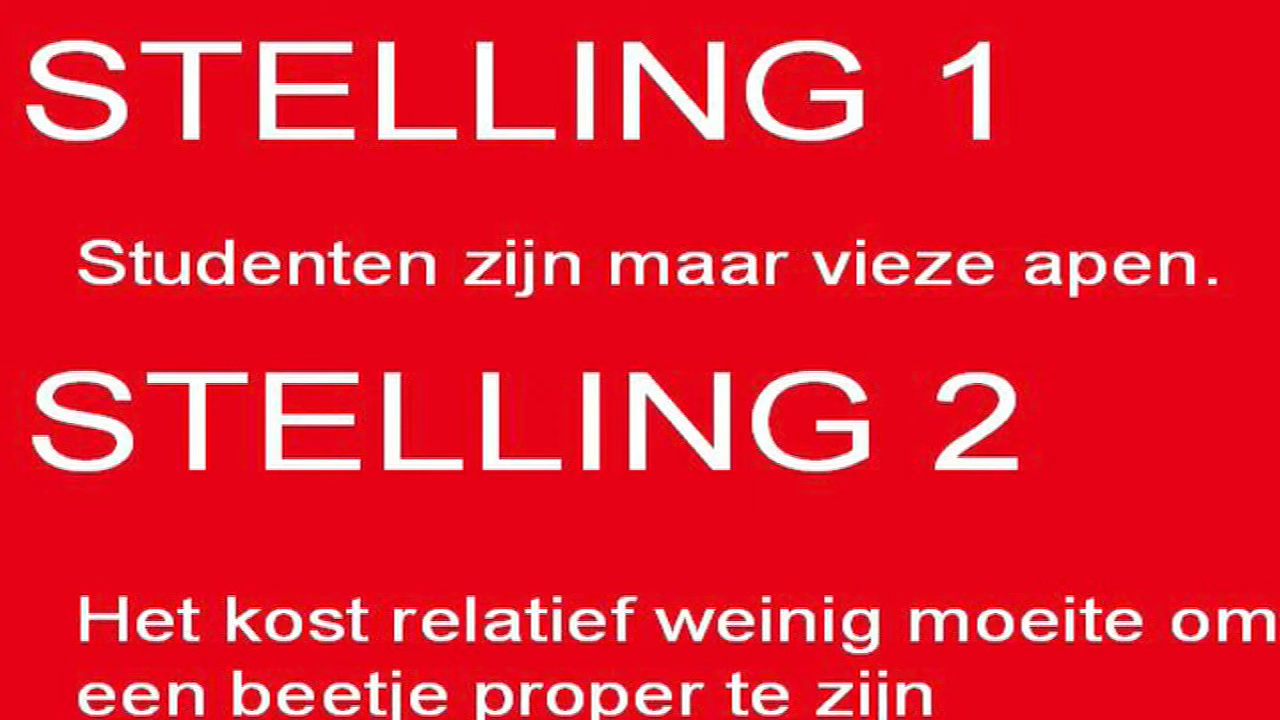 STELLING 1
Studenten zijn maar vieze apen.
STELLING 2
Het kost relatief weinig moeite om
een beetje proper te zijn